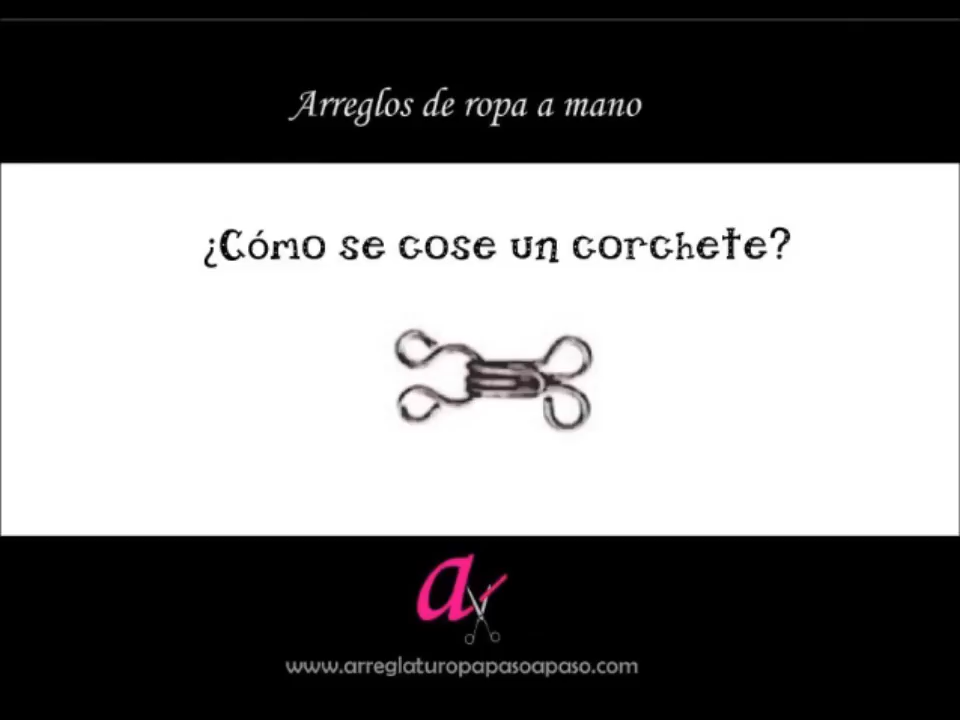 Arreglos de ropa a mano
¿Cómo se cose un corchete?
a
www.arreglaturopapasoapaso.com